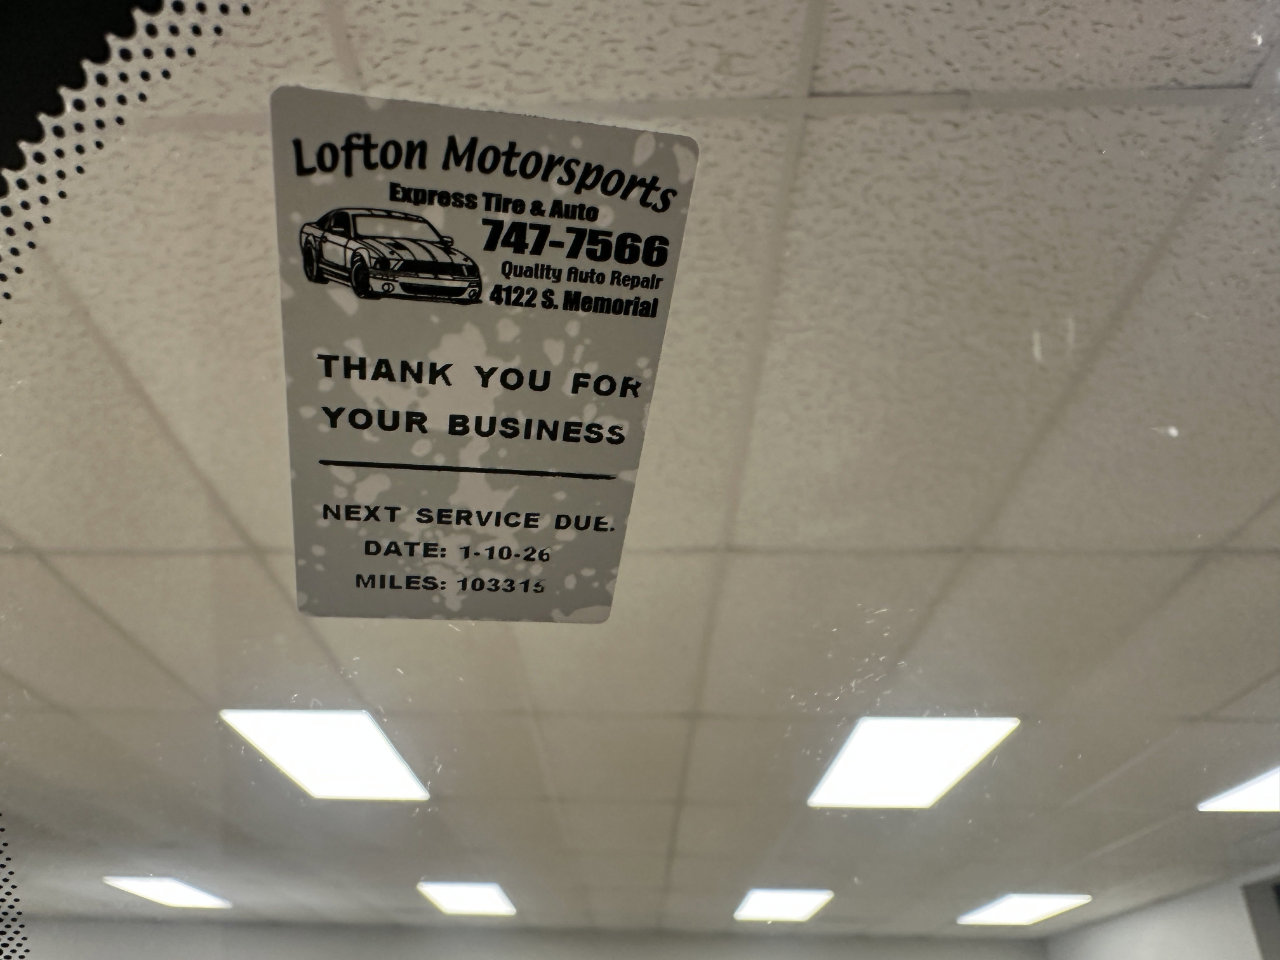 Lofton Motorsports
Express Tire & Auto
747-7566
Quality Auto Repair
4122 S. Memorial
THANK YOU FOR
YOUR BUSINESS
NEXT SERVICE DUE.
DATE: 1-10-26
MILES: 103315